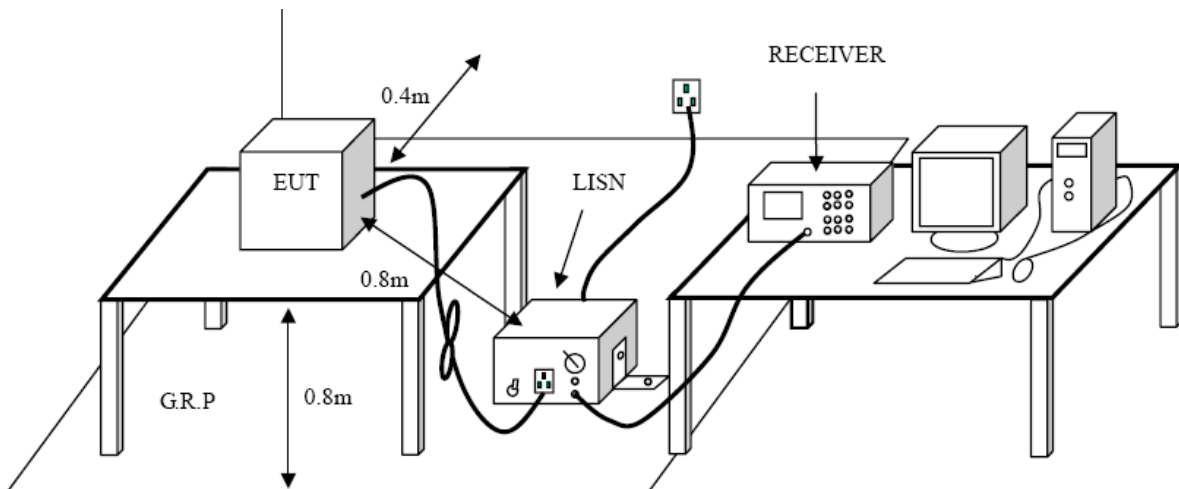 RECEIVER
0.4m
EUT
LISN
0.8m
G.R.P
0.8m